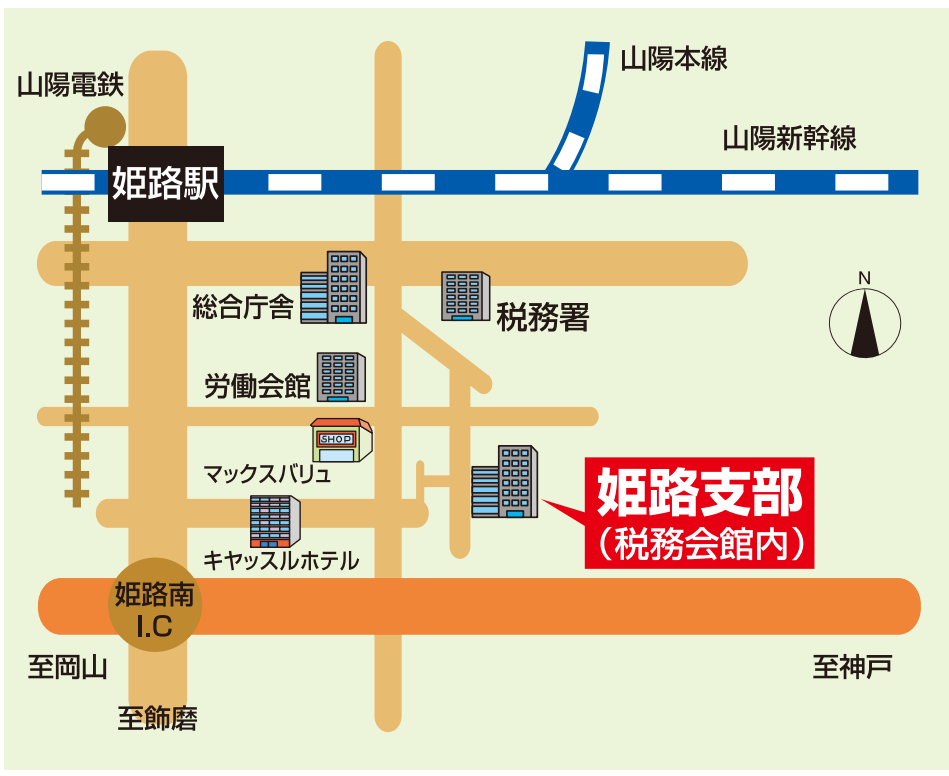 山陽本線
山陽電鉄
山陽新幹線
姫路駅
N
総合庁舎
税務署
労働会館
SHOP
マックスバリュ
姫路支部
（税務会館内）
キヤッスルホテル
姫路南
I.C
至岡山
至神戸
至飾磨